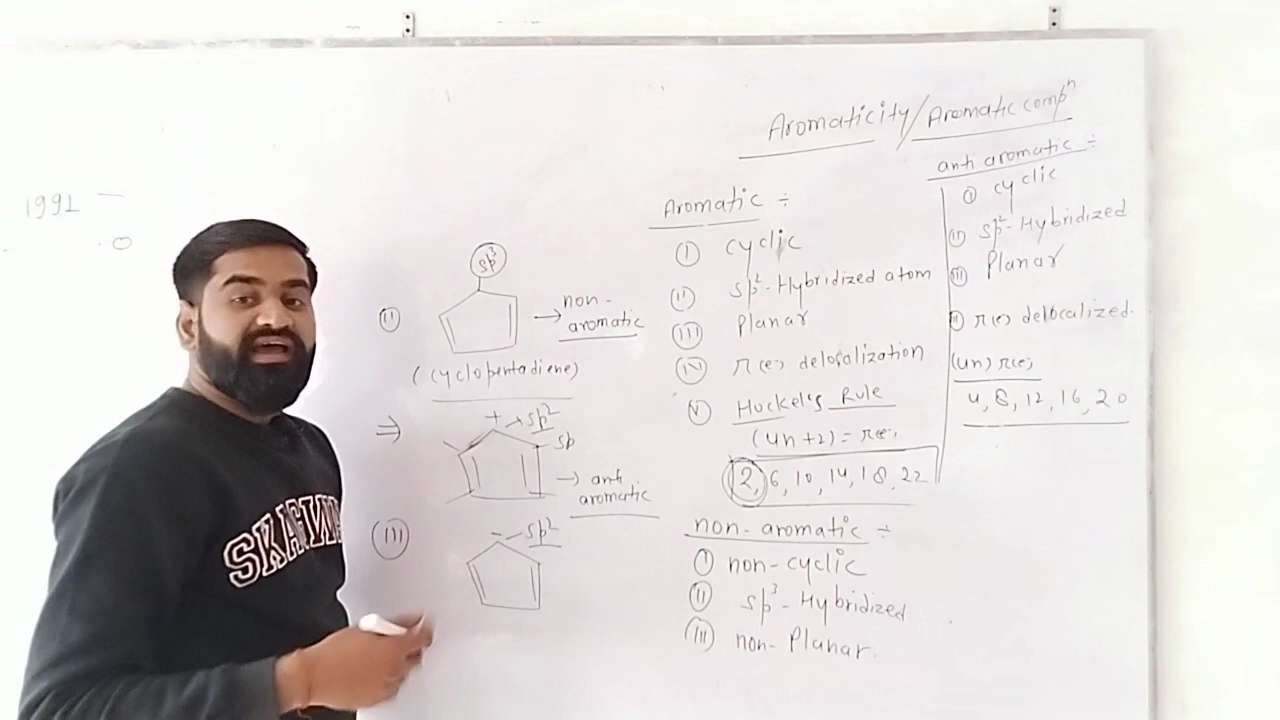 Aromaticity/Aromatic compⁿ
1991 —
Aromatic ÷
(I) cyclic
(II) sp²-Hybridized atom
(III) Planar
(IV) π(e-) delocalization
(V) Huckel's Rule
(4n+2) = πe-
2, 6, 10, 14, 18, 22
anti aromatic ÷
(I) cyclic
(II) sp²-Hybridized
(III) Planar
π(e-) delocalized.
(4n) π(e-)
4, 8, 12, 16, 20
non-aromatic ÷
(I) non-cyclic
(II) sp³-Hybridized
(III) non-Planar.
sp³
(II) → non-
aromatic
(cyclopentadiene)
⇒ + → sp²
sp
→ anti
aromatic
(III) - – sp²